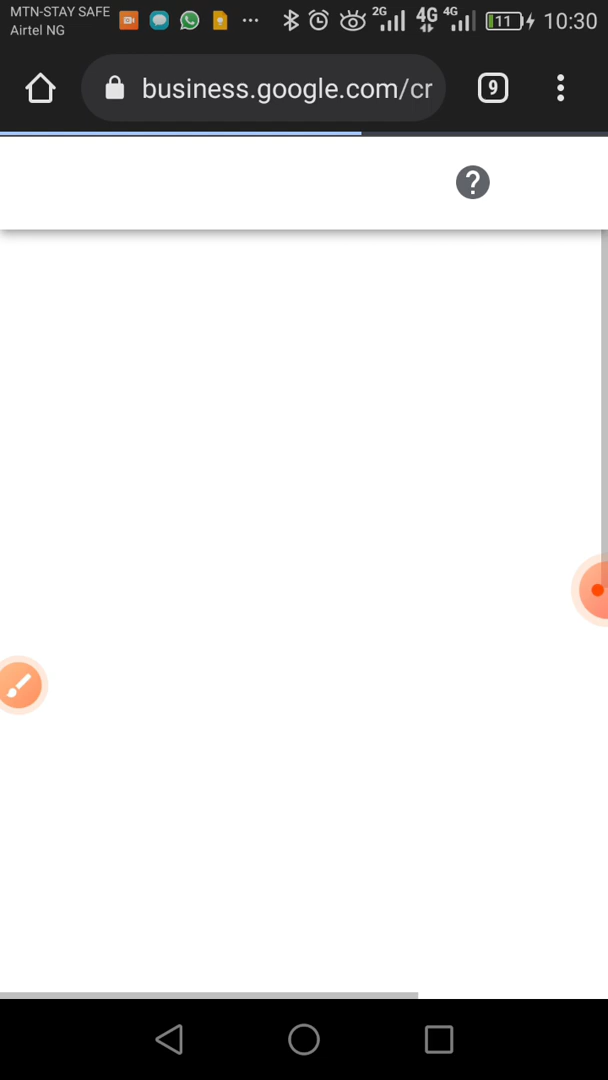 MTN-STAY SAFE
Airtel NG
2G 4G 4G 11 10:30
business.google.com/cr 9
?